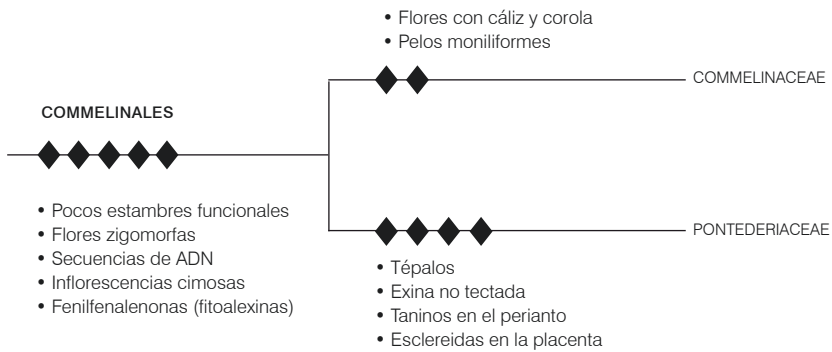 • Flores con cáliz y corola
• Pelos moniliformes
COMMELINACEAE
COMMELINALES
• Pocos estambres funcionales
• Flores zigomorfas
• Secuencias de ADN
• Inflorescencias cimosas
• Fenilfenalenonas (fitoalexinas)
PONTEDERIACEAE
• Tépalos
• Exina no tectada
• Taninos en el perianto
• Esclereidas en la placenta